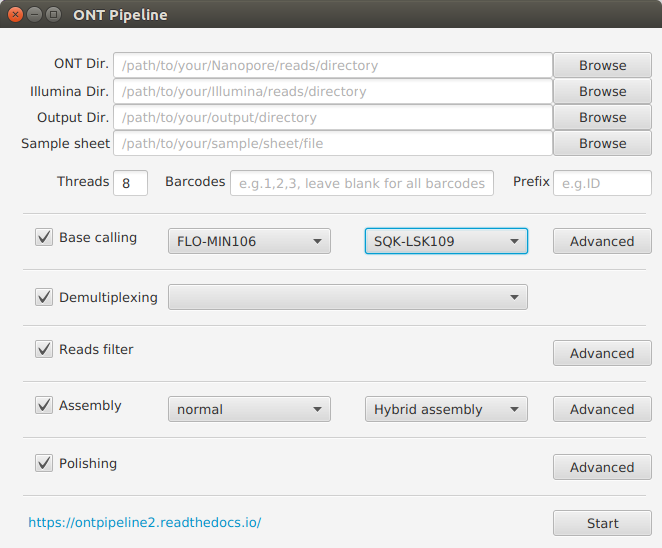 ONT Pipeline
ONT Dir. /path/to/your/Nanopore/reads/directory Browse
Illumina Dir. /path/to/your/Illumina/reads/directory Browse
Output Dir. /path/to/your/output/directory Browse
Sample sheet /path/to/your/sample/sheet/file Browse
Threads 8 Barcodes e.g.1,2,3, leave blank for all barcodes Prefix e.g.ID
Base calling FLO-MIN106 SQK-LSK109 Advanced
Demultiplexing
Reads filter Advanced
Assembly normal Hybrid assembly Advanced
Polishing Advanced
https://ontpipeline2.readthedocs.io/ Start